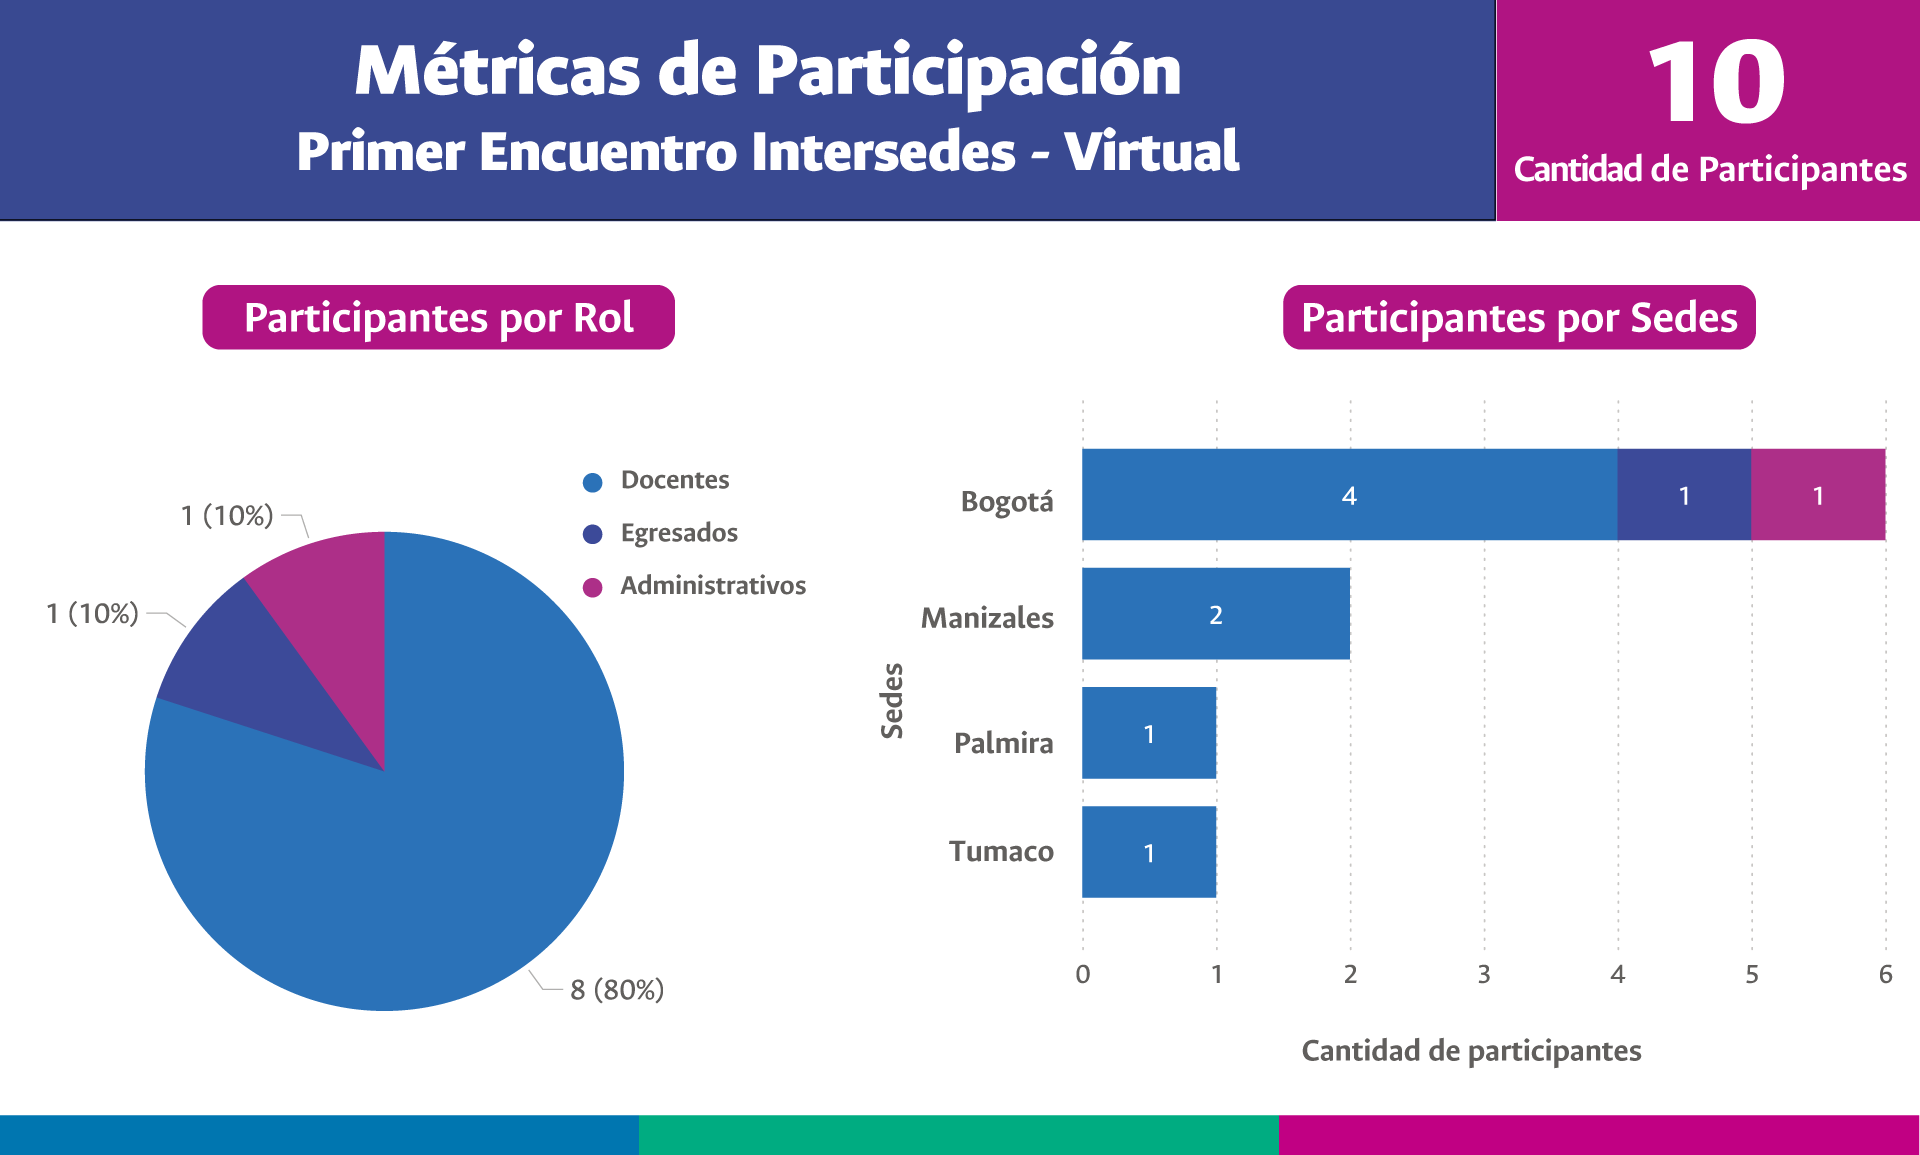 Métricas de Participación
Primer Encuentro Intersedes - Virtual
10
Cantidad de Participantes
Participantes por Rol
Docentes
Egresados
Administrativos
1 (10%)
1 (10%)
8 (80%)
Participantes por Sedes
Sedes
Bogotá
4
1
1
Manizales
2
Palmira
1
Tumaco
1
0 1 2 3 4 5 6
Cantidad de participantes